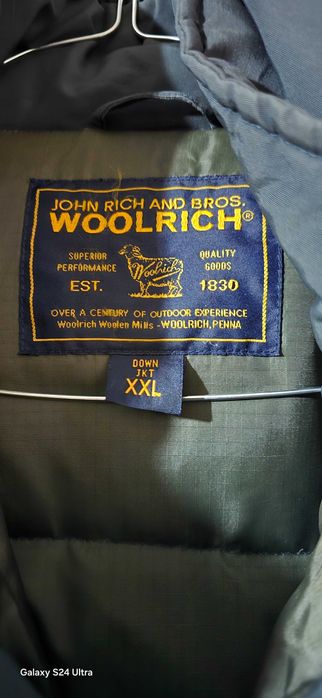 JOHN RICH AND BROS.
WOOLRICH®
SUPERIOR PERFORMANCE
Woolrich
QUALITY GOODS
EST. 1830
OVER A CENTURY OF OUTDOOR EXPERIENCE
Woolrich Woolen Mills - WOOLRICH, PENNA
DOWN
JKT
XXL
Galaxy S24 Ultra